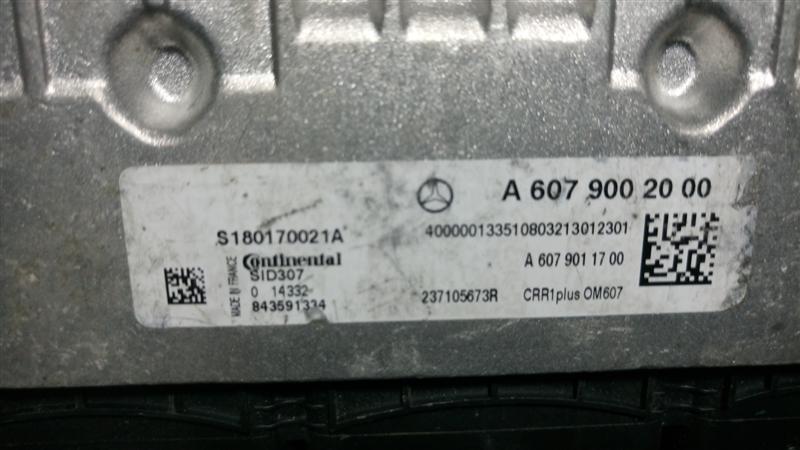 A 607 900 20 00
S180170021A
400000133510803213012301
MADE IN FRANCE
Continental
SID307
A 607 901 17 00
0 14332
843591334
237105673R
CRR1plus OM607